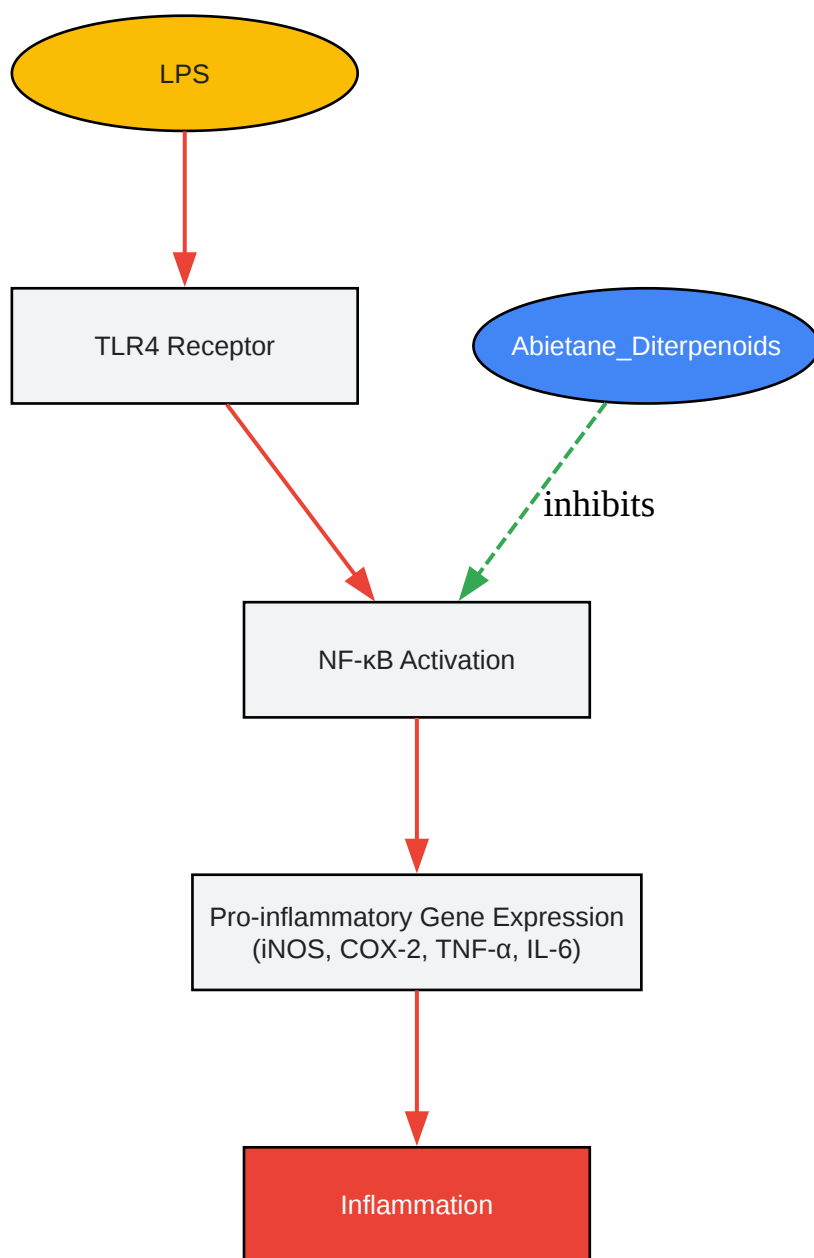 LPS
TLR4 Receptor
Abietane_Diterpenoids
inhibits
NF-κB Activation
Pro-inflammatory Gene Expression
(iNOS, COX-2, TNF-α, IL-6)
Inflammation